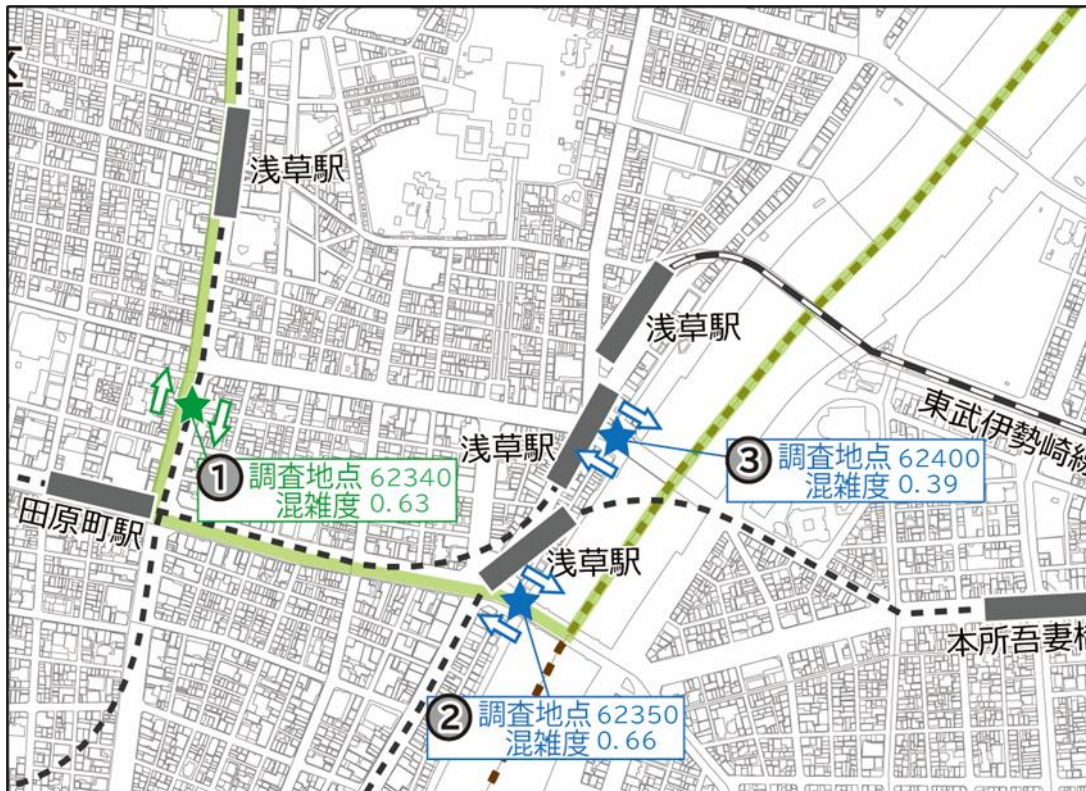 区
浅草駅
浅草駅
東武伊勢崎線
浅草駅
① 調査地点 62340
混雑度 0.63
③ 調査地点 62400
混雑度 0.39
田原町駅
浅草駅
本所吾妻橋
② 調査地点 62350
混雑度 0.66